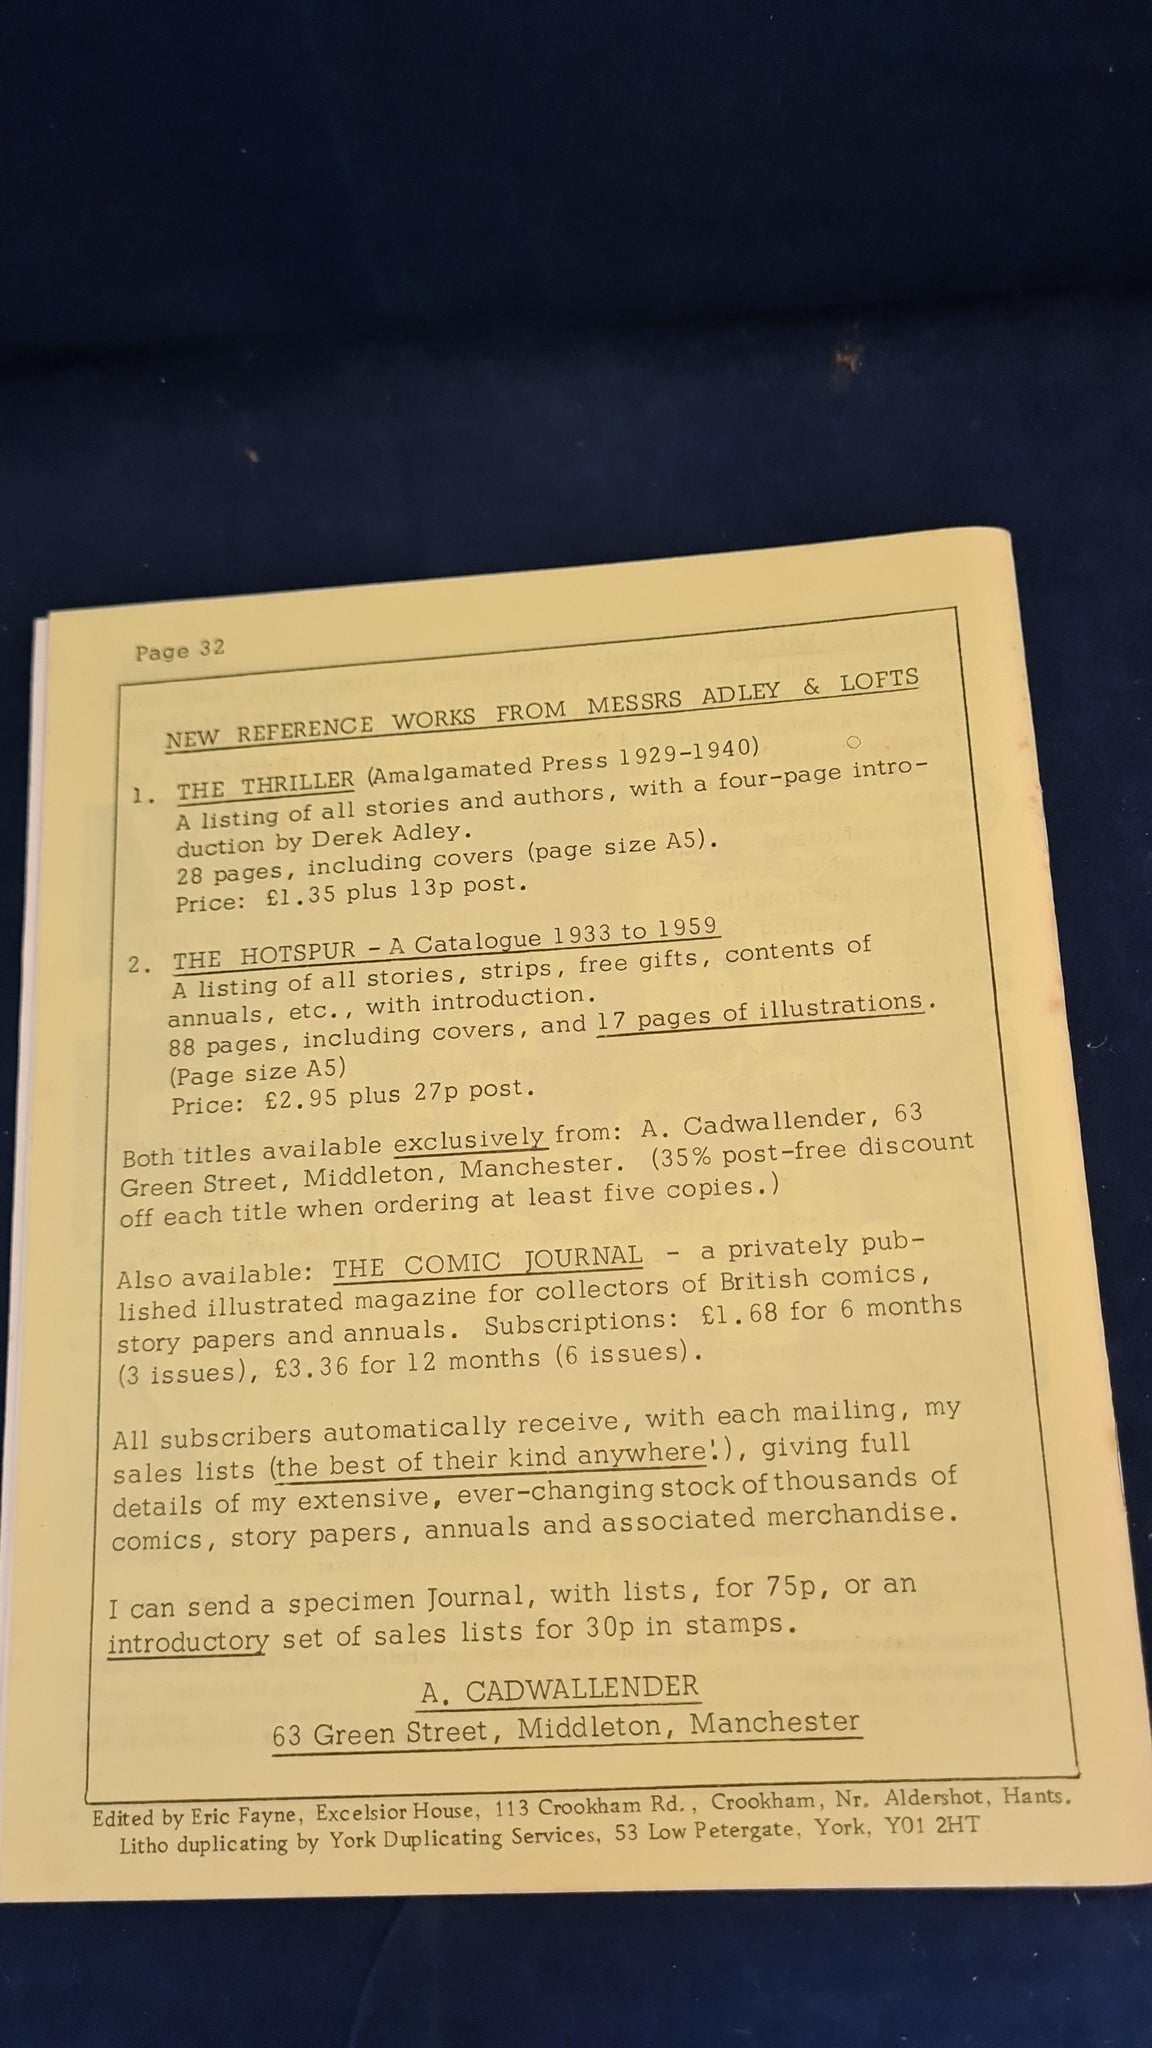 Page 32
NEW REFERENCE WORKS FROM MESSRS ADLEY & LOFTS
1. THE THRILLER (Amalgamated Press 1929-1940)
A listing of all stories and authors, with a four-page intro-
duction by Derek Adley.
28 pages, including covers (page size A5).
Price: £1.35 plus 13p post.
2. THE HOTSPUR - A Catalogue 1933 to 1959
A listing of all stories, strips, free gifts, contents of
annuals, etc., with introduction.
88 pages, including covers, and 17 pages of illustrations.
(Page size A5)
Price: £2.95 plus 27p post.
Both titles available exclusively from: A. Cadwallender, 63
Green Street, Middleton, Manchester. (35% post-free discount
off each title when ordering at least five copies.)
Also available: THE COMIC JOURNAL - a privately pub-
lished illustrated magazine for collectors of British comics,
story papers and annuals. Subscriptions: £1.68 for 6 months
(3 issues), £3.36 for 12 months (6 issues).
All subscribers automatically receive, with each mailing, my
sales lists (the best of their kind anywhere!), giving full
details of my extensive, ever-changing stock of thousands of
comics, story papers, annuals and associated merchandise.
I can send a specimen Journal, with lists, for 75p, or an
introductory set of sales lists for 30p in stamps.
A. CADWALLENDER
63 Green Street, Middleton, Manchester
Edited by Eric Fayne, Excelsior House, 113 Crookham Rd., Crookham, Nr. Aldershot, Hants.
Litho duplicating by York Duplicating Services, 53 Low Petergate, York, YO1 2HT